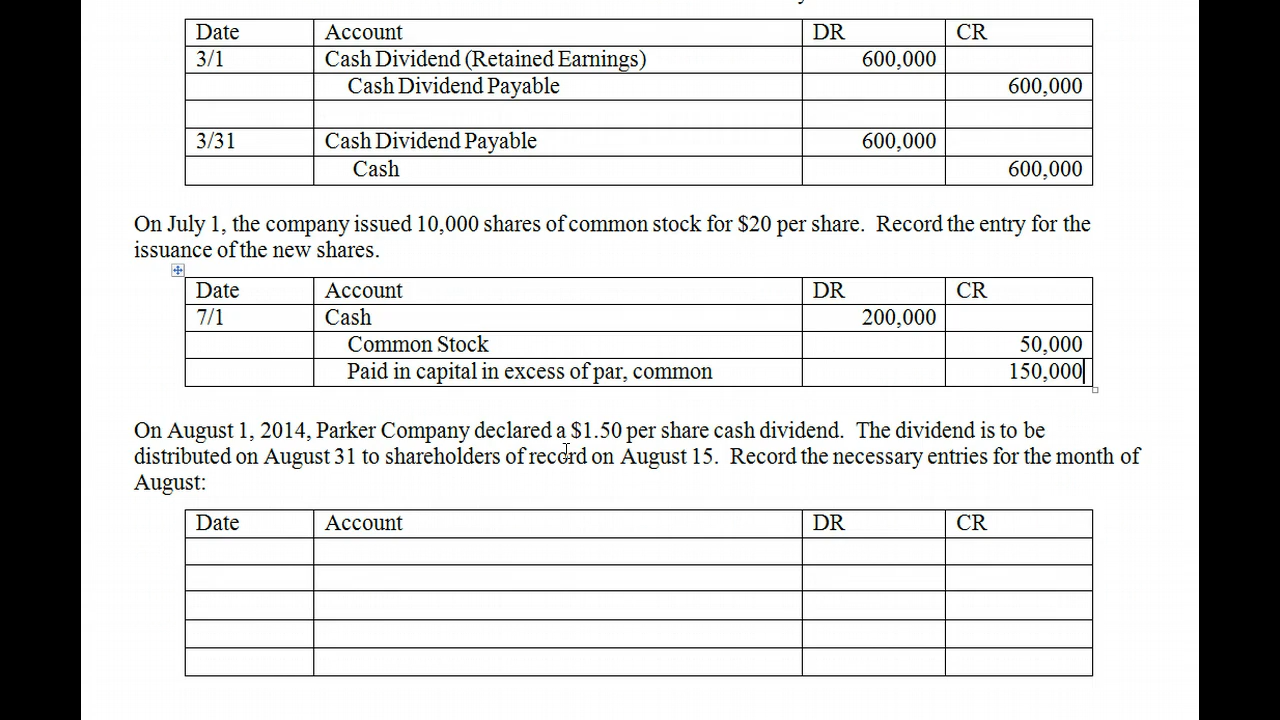 Date Account DR CR
3/1 Cash Dividend (Retained Earnings) 600,000
Cash Dividend Payable 600,000
3/31 Cash Dividend Payable 600,000
Cash 600,000
On July 1, the company issued 10,000 shares of common stock for $20 per share. Record the entry for the
issuance of the new shares.
Date Account DR CR
7/1 Cash 200,000
Common Stock 50,000
Paid in capital in excess of par, common 150,000
On August 1, 2014, Parker Company declared a $1.50 per share cash dividend. The dividend is to be
distributed on August 31 to shareholders of record on August 15. Record the necessary entries for the month of
August:
Date Account DR CR